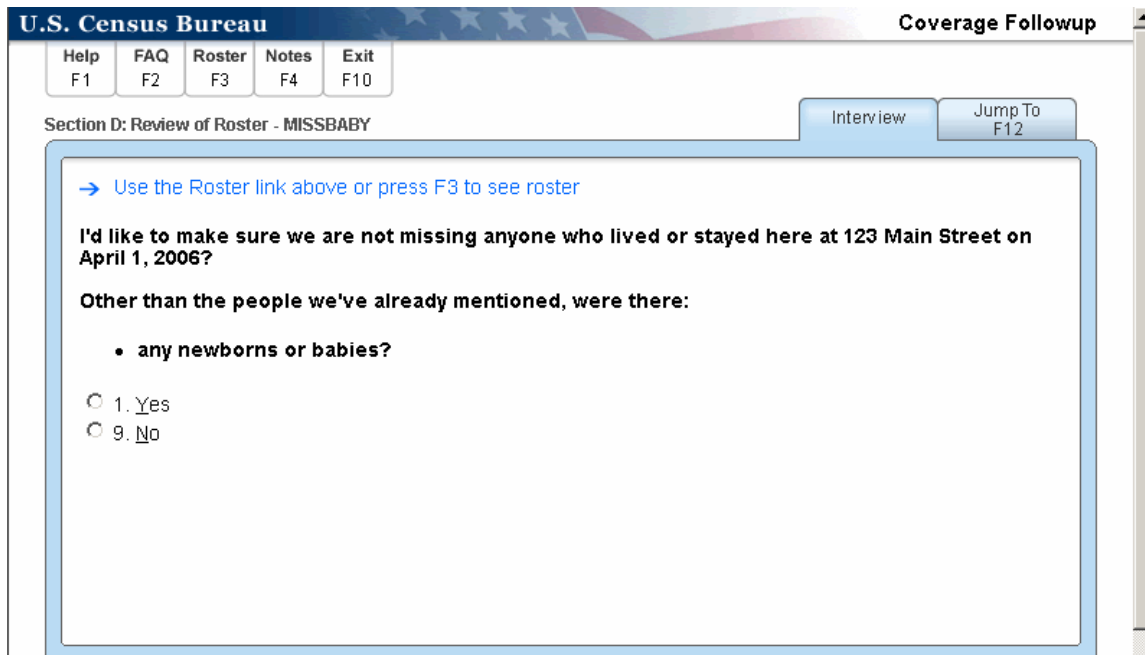 U.S. Census Bureau
Coverage Followup
Help FAQ Roster Notes Exit
F1 F2 F3 F4 F10
Section D: Review of Roster - MISSBABY
Interview
Jump To
F12
→ Use the Roster link above or press F3 to see roster
I'd like to make sure we are not missing anyone who lived or stayed here at 123 Main Street on
April 1, 2006?
Other than the people we've already mentioned, were there:
• any newborns or babies?
1. Yes
9. No